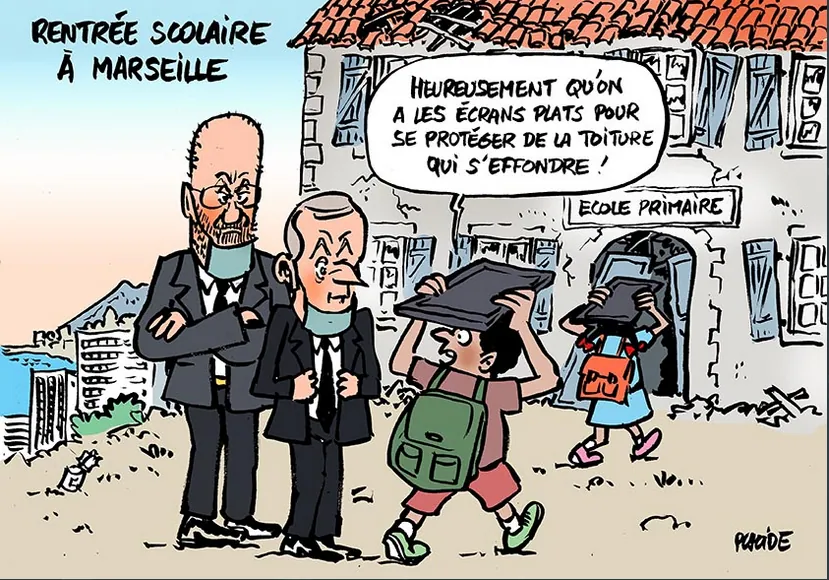 RENTRÉE SCOLAIRE
À MARSEILLE
HEUREUSEMENT QU'ON
A LES ÉCRANS PLATS POUR
SE PROTÉGER DE LA TOITURE
QUI S'EFFONDRE !
ECOLE PRIMAIRE
PLACIDE